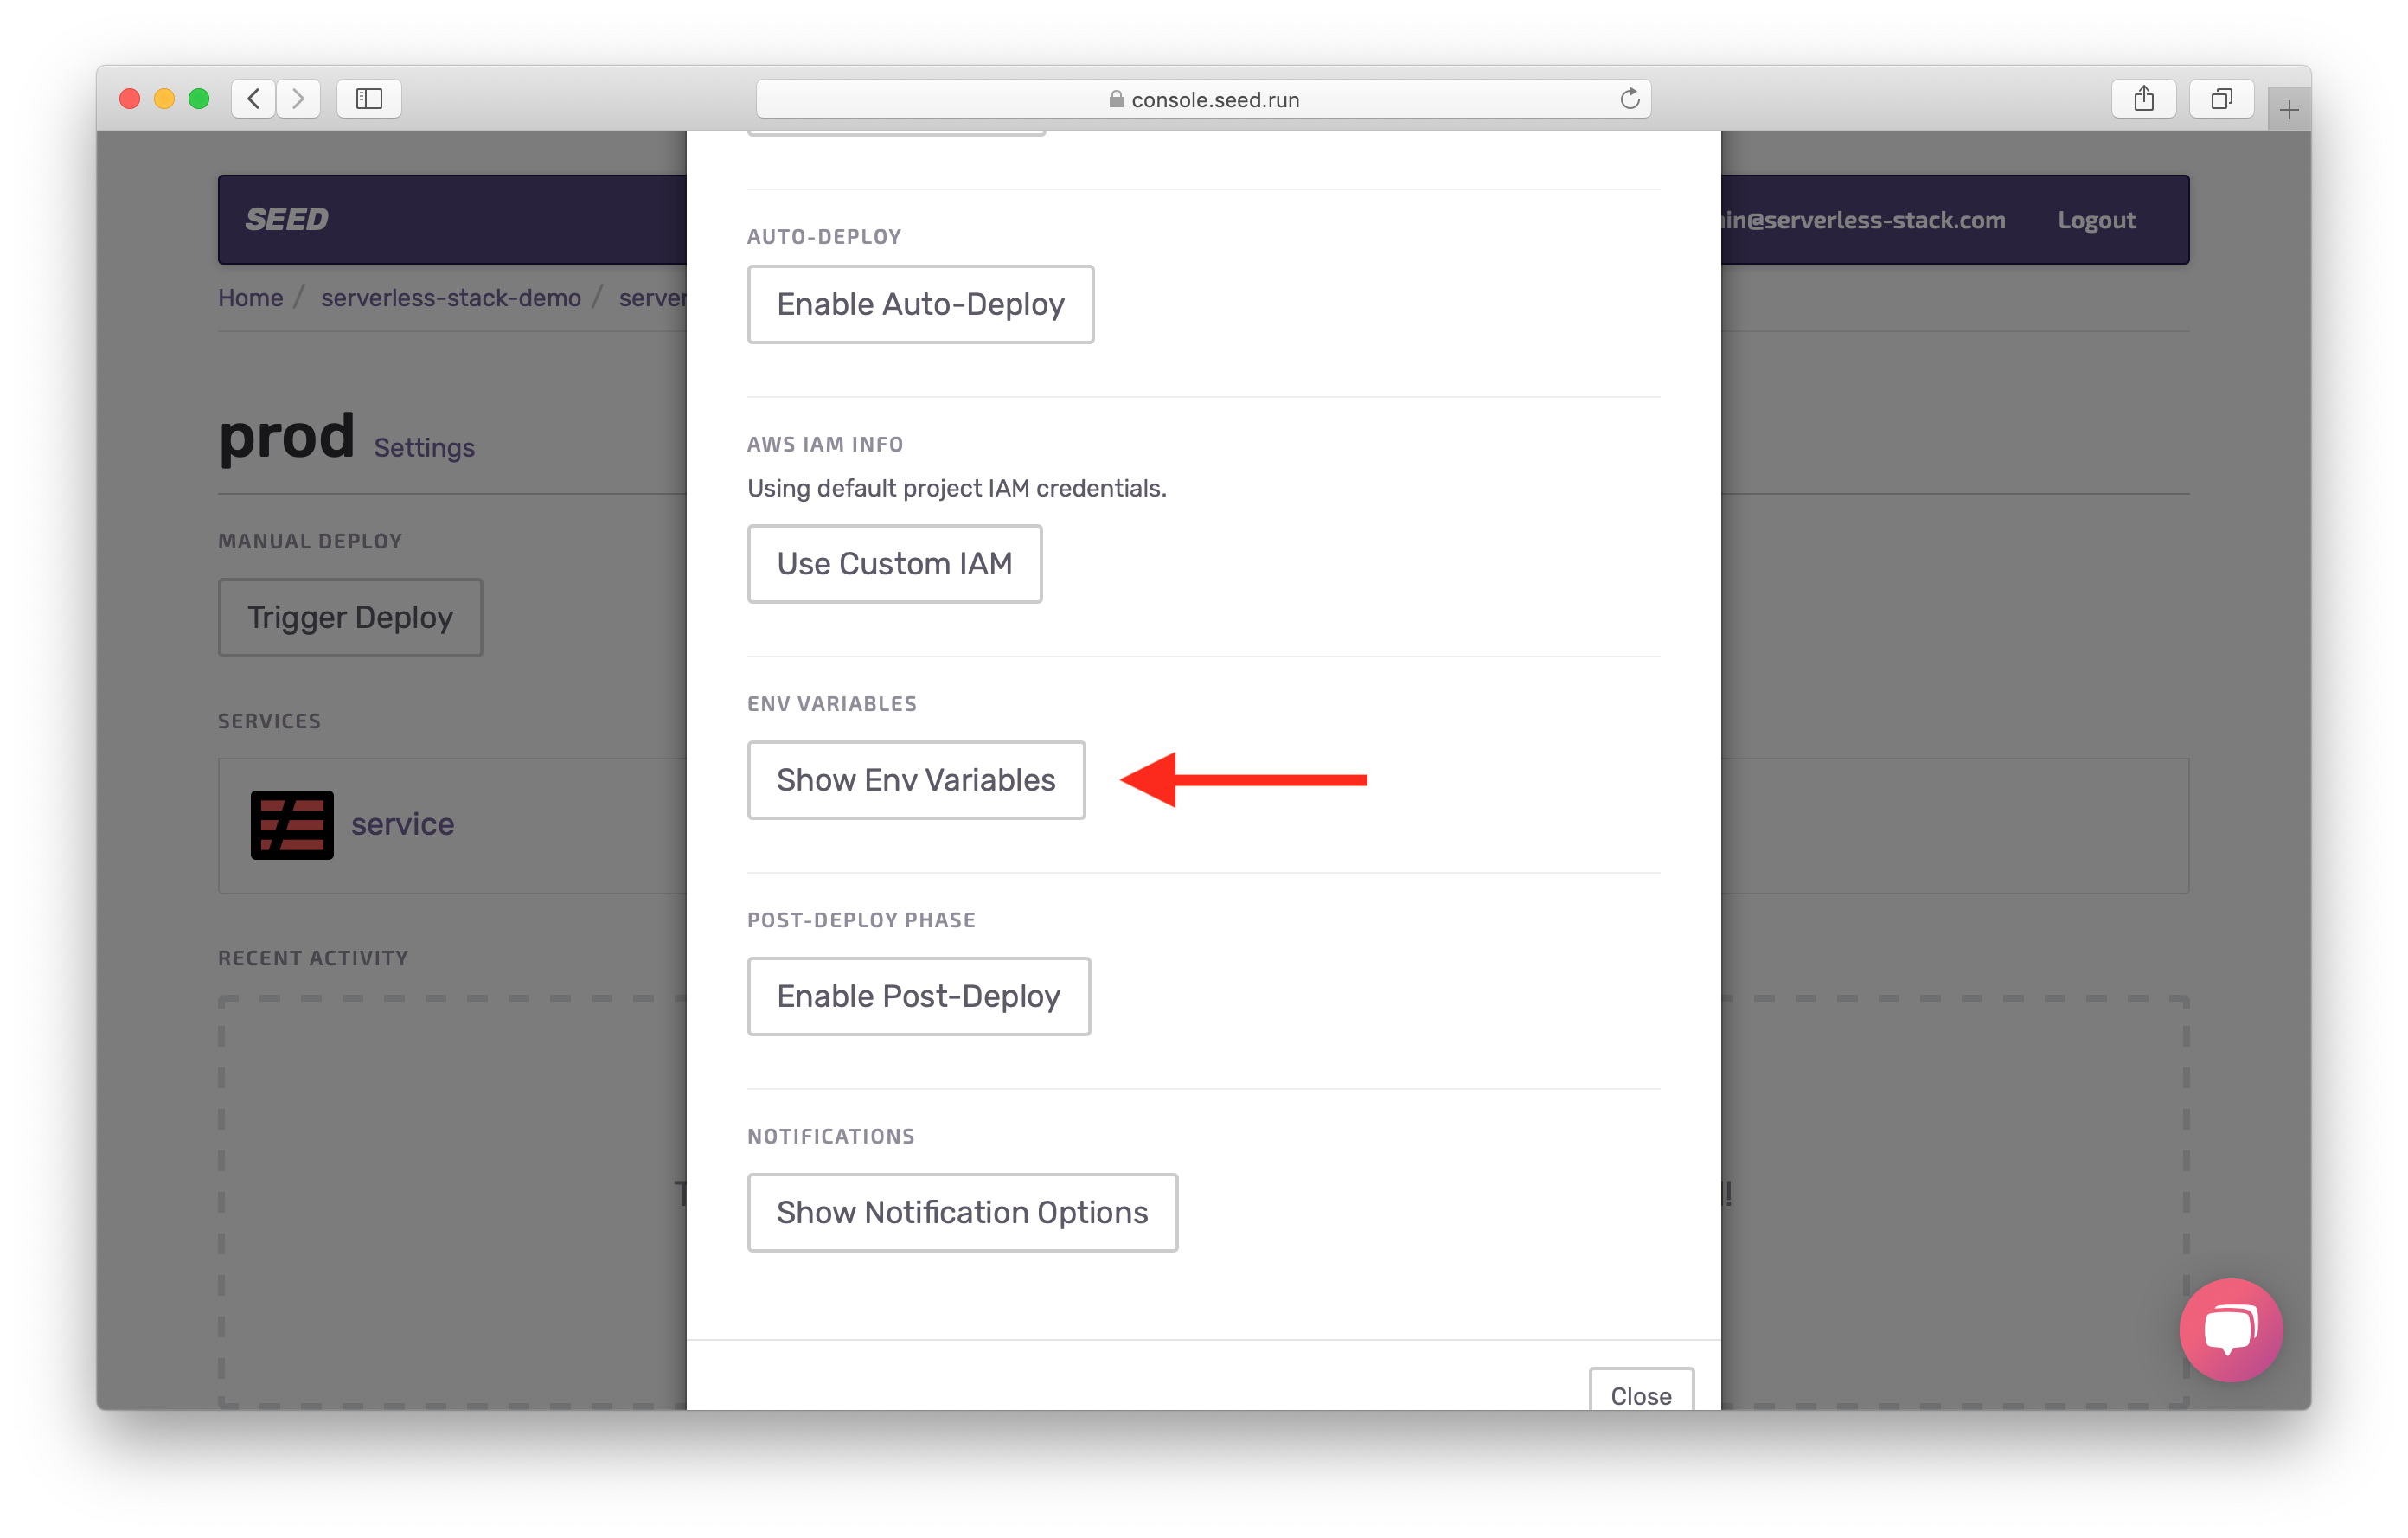 console.seed.run
SEED
in@serverless-stack.com
Logout
Home / serverless-stack-demo /
prod Settings
MANUAL DEPLOY
Trigger Deploy
SERVICES
service
RECENT ACTIVITY
AUTO-DEPLOY
Enable Auto-Deploy
AWS IAM INFO
Using default project IAM credentials.
Use Custom IAM
ENV VARIABLES
Show Env Variables
POST-DEPLOY PHASE
Enable Post-Deploy
NOTIFICATIONS
Show Notification Options
Close